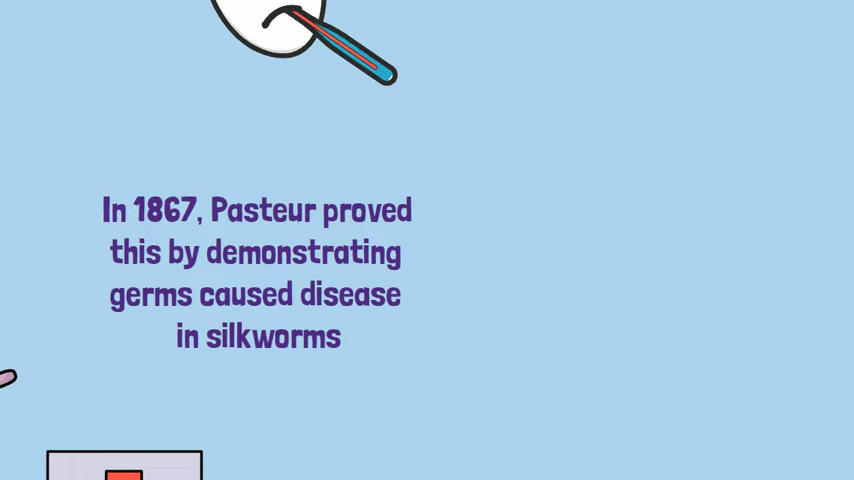 In 1867, Pasteur proved
this by demonstrating
germs caused disease
in silkworms